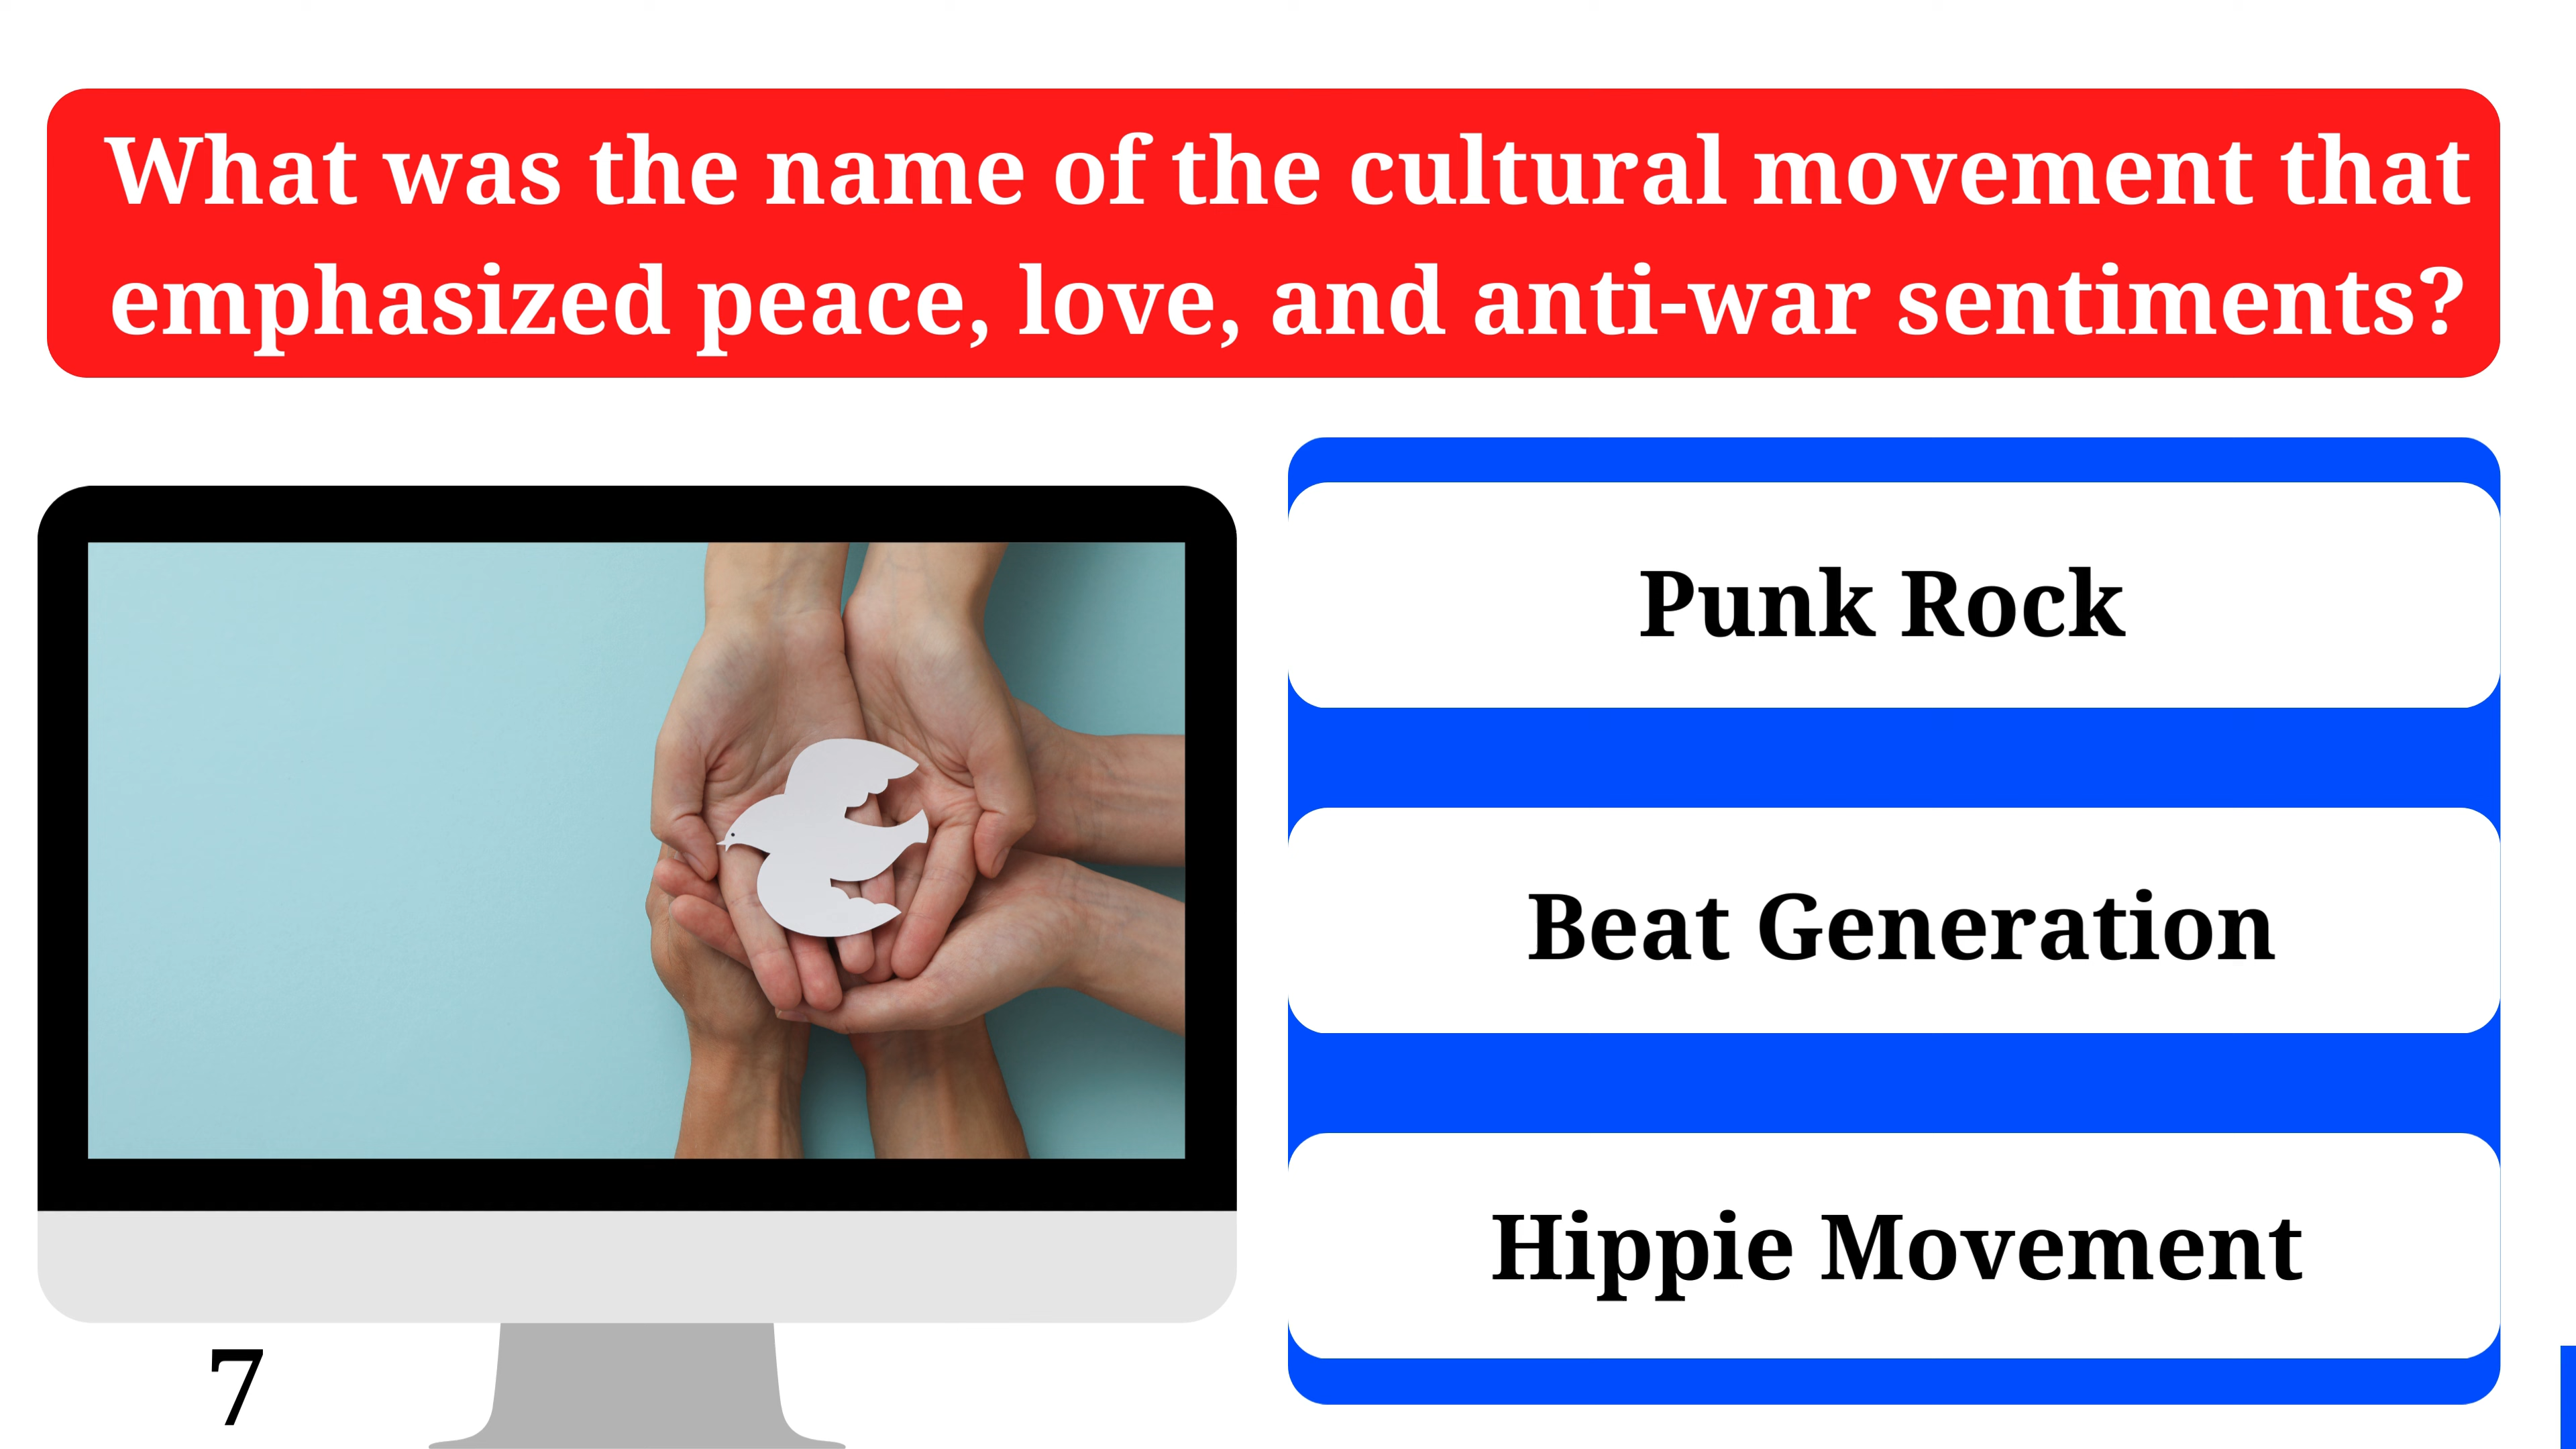 What was the name of the cultural movement that
emphasized peace, love, and anti-war sentiments?
Punk Rock
Beat Generation
Hippie Movement
7